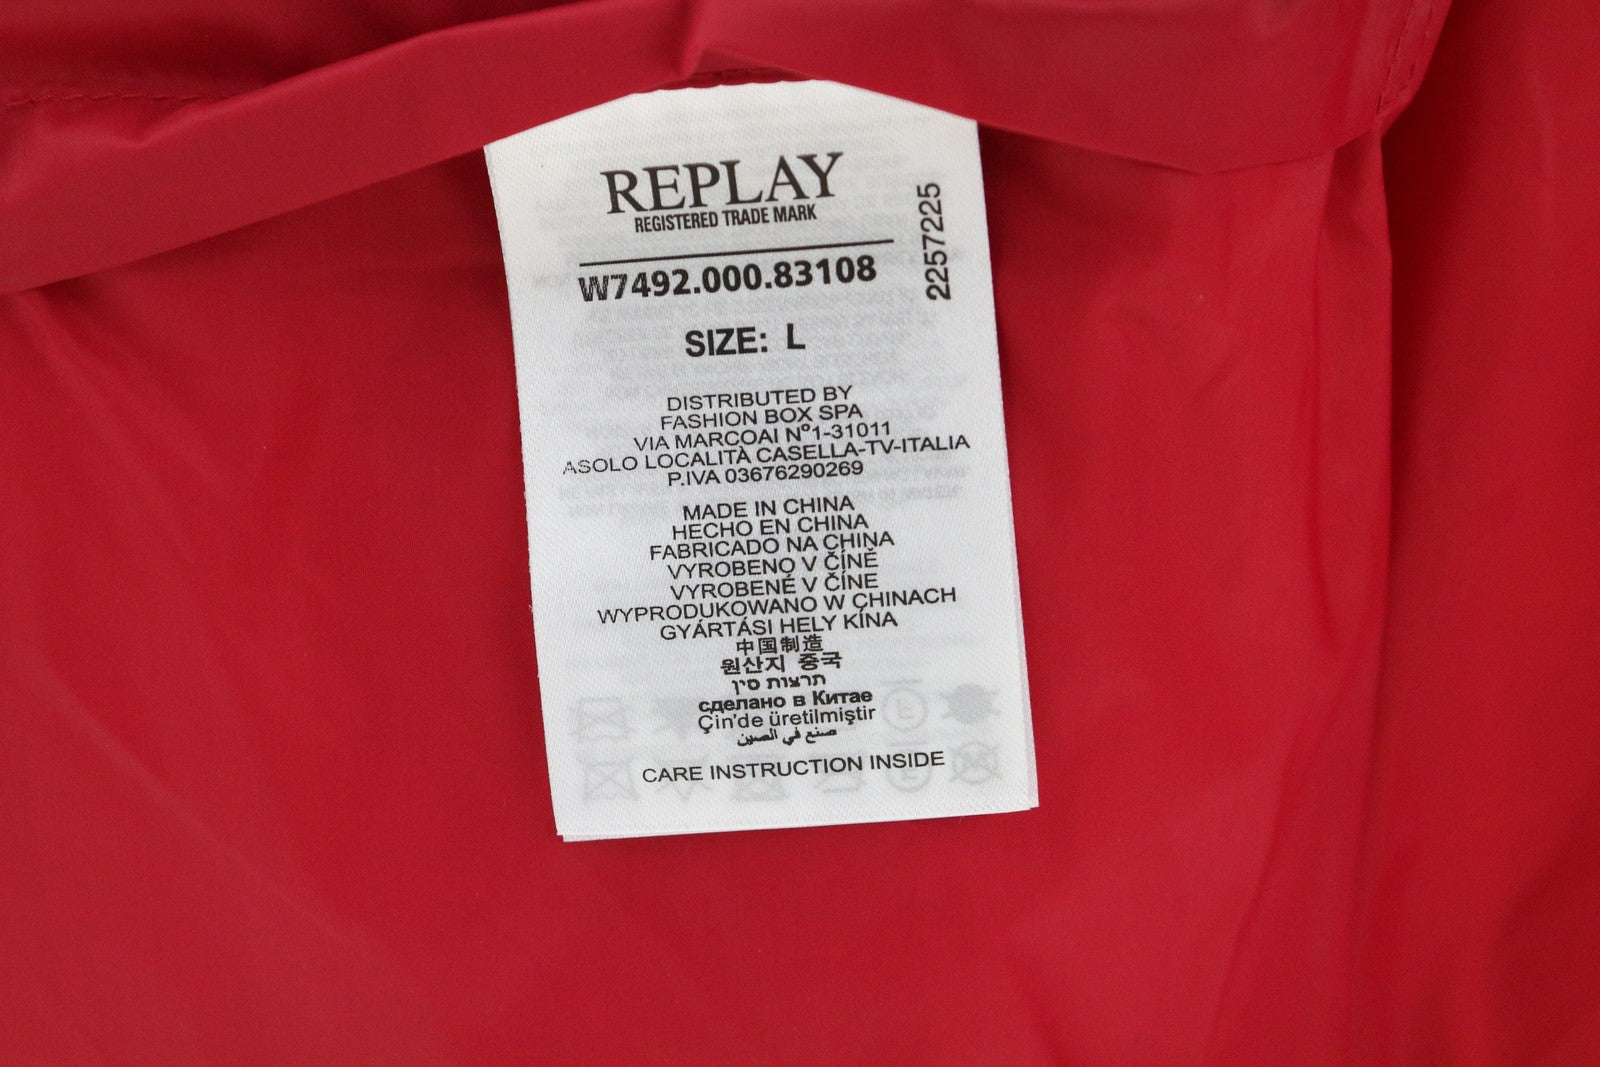 REPLAY
REGISTERED TRADE MARK
W7492.000.83108
2257225
SIZE: L
DISTRIBUTED BY
FASHION BOX SPA
VIA MARCOAI N°1-31011
ASOLO LOCALITÀ CASELLA-TV-ITALIA
P.IVA 03676290269
MADE IN CHINA
HECHO EN CHINA
FABRICADO NA CHINA
VYROBENO V ČÍNĚ
VYROBENÉ V ČÍNE
WYPRODUKOWANO W CHINACH
GYÁRTÁSI HELY KÍNA
中国制造
원산지 중국
תרצות סין
сделано в Китае
Çin'de üretilmiştir
صنع في الصين
CARE INSTRUCTION INSIDE